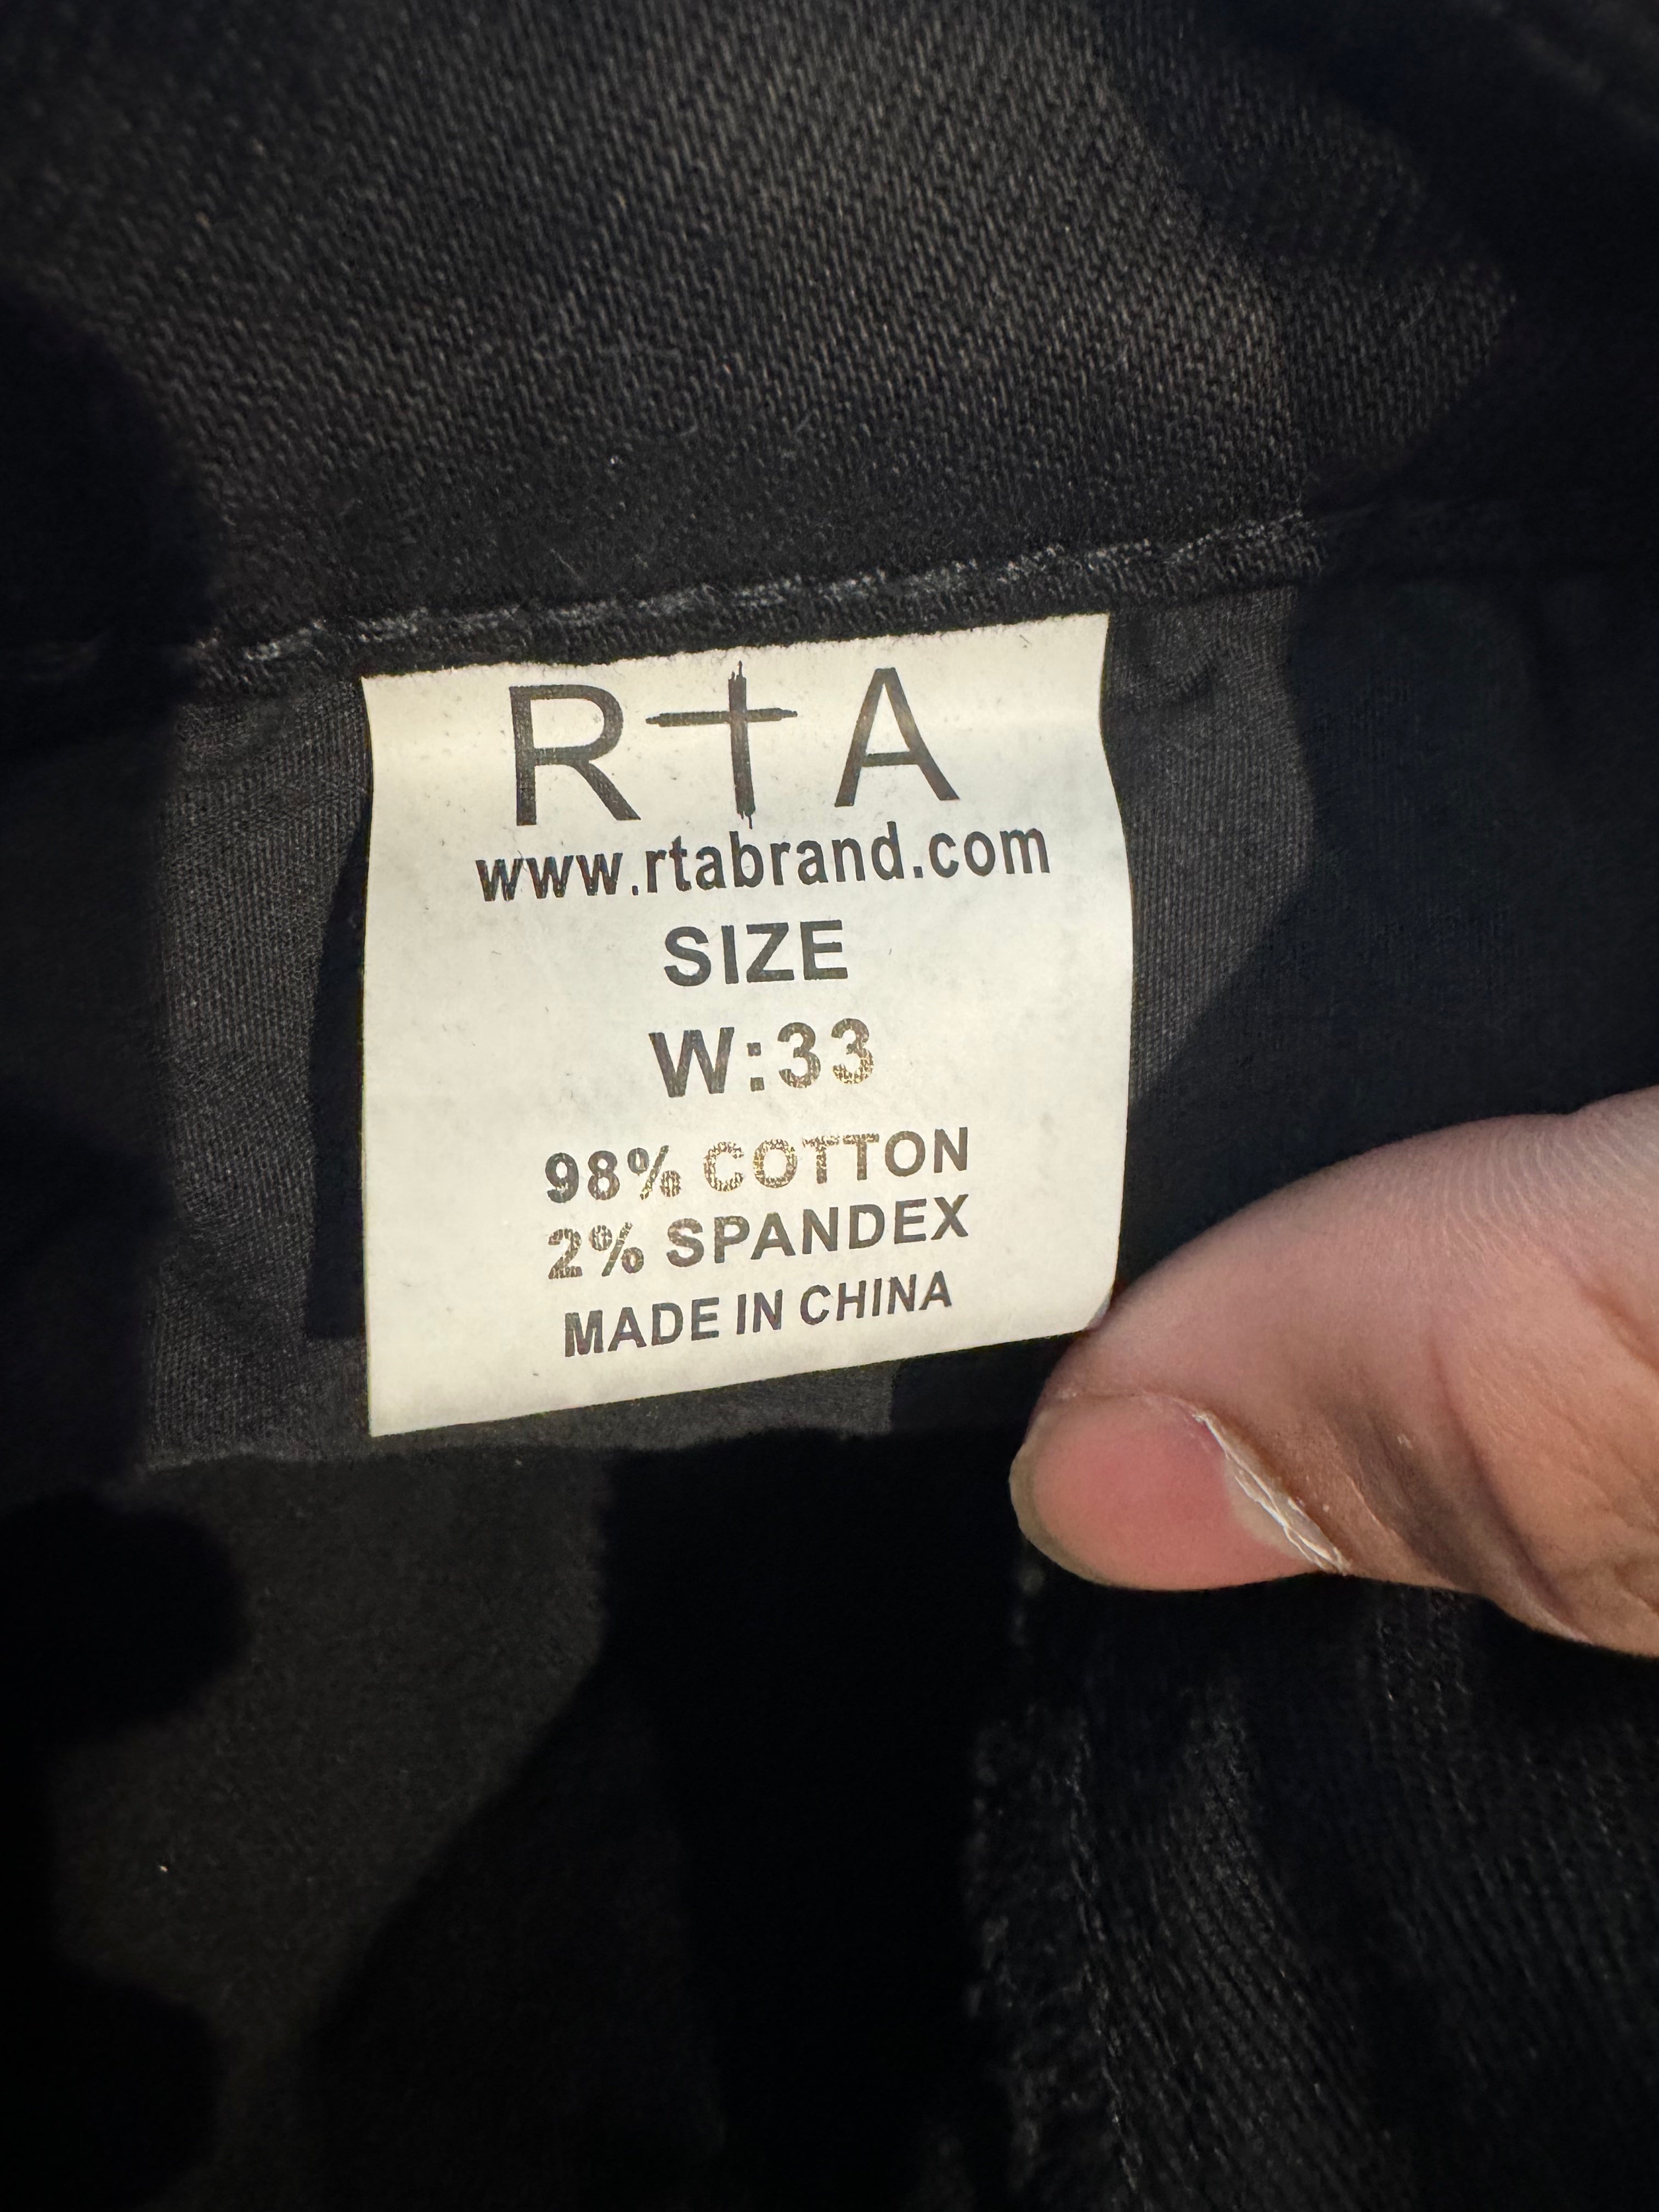 R†A
www.rtabrand.com
SIZE
W:33
98% COTTON
2% SPANDEX
MADE IN CHINA